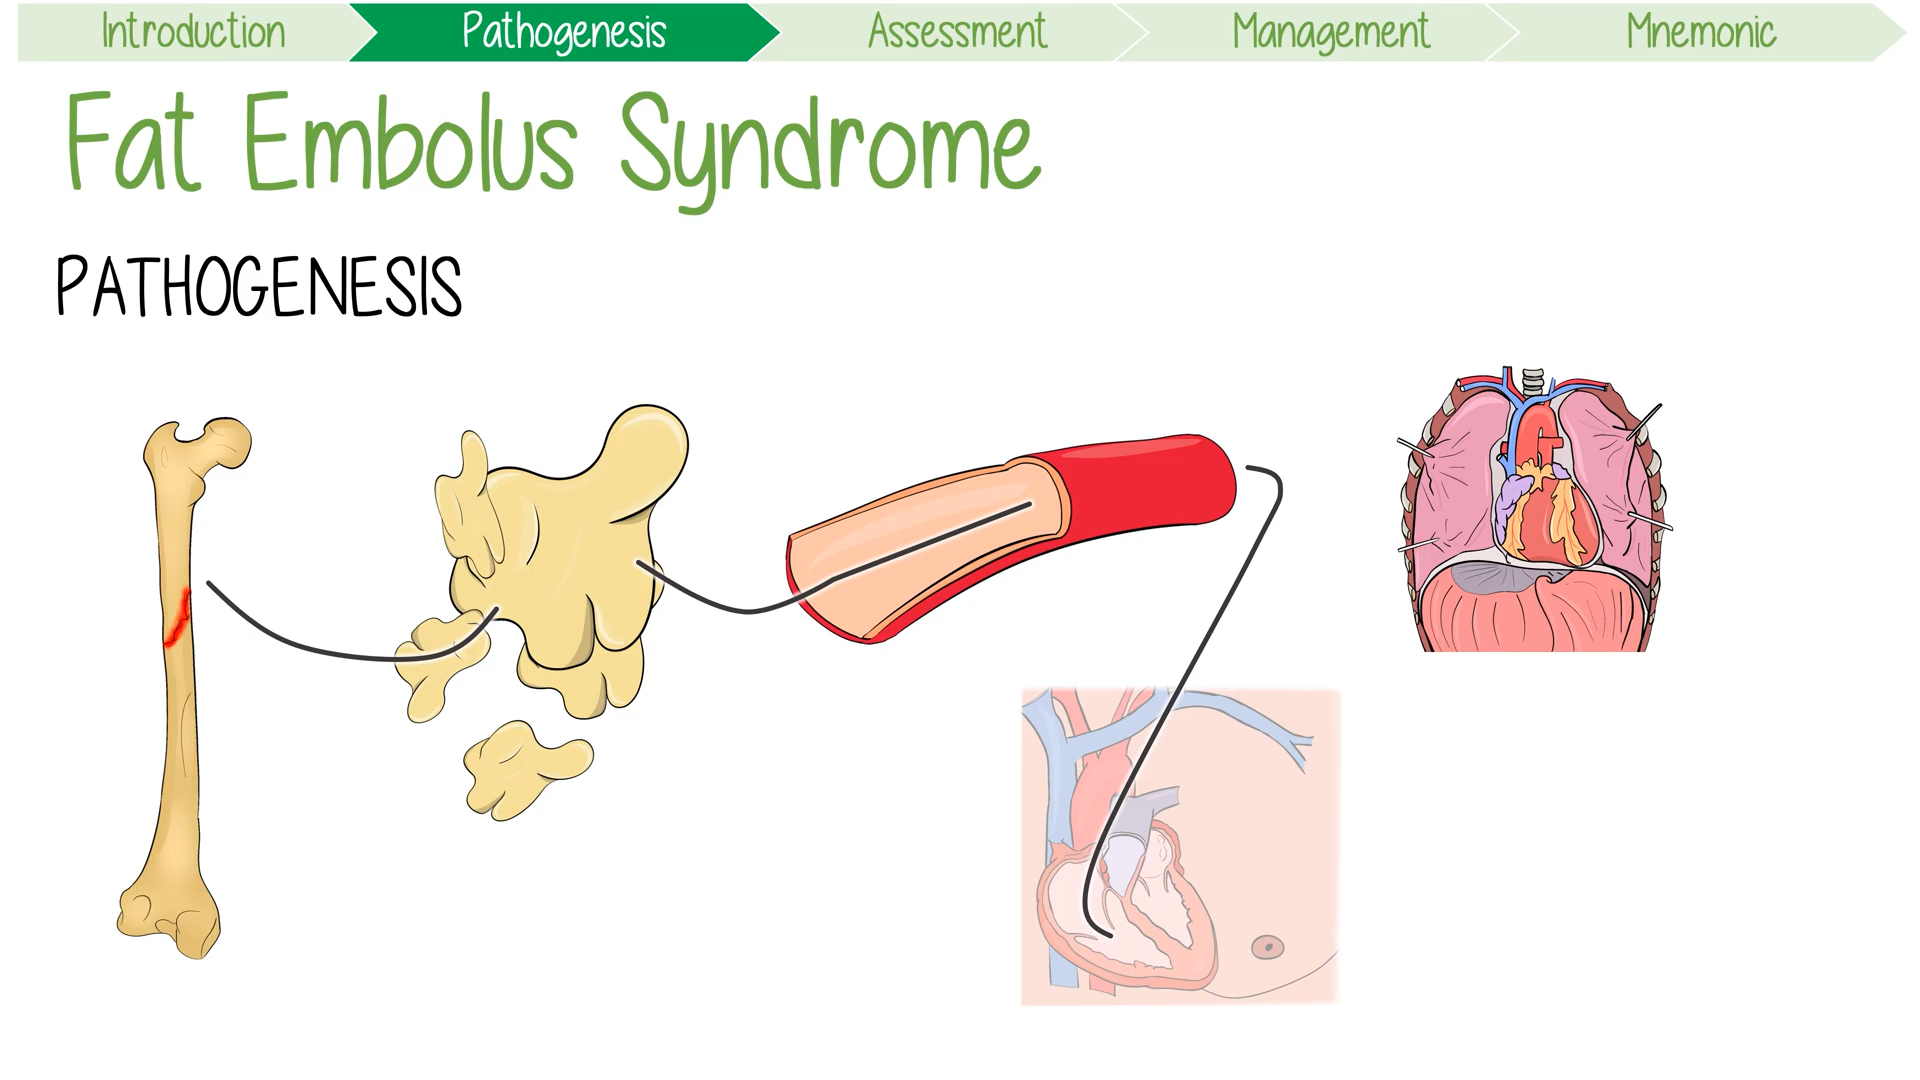 Introduction
Pathogenesis
Assessment
Management
Mnemonic
Fat Embolus Syndrome
PATHOGENESIS